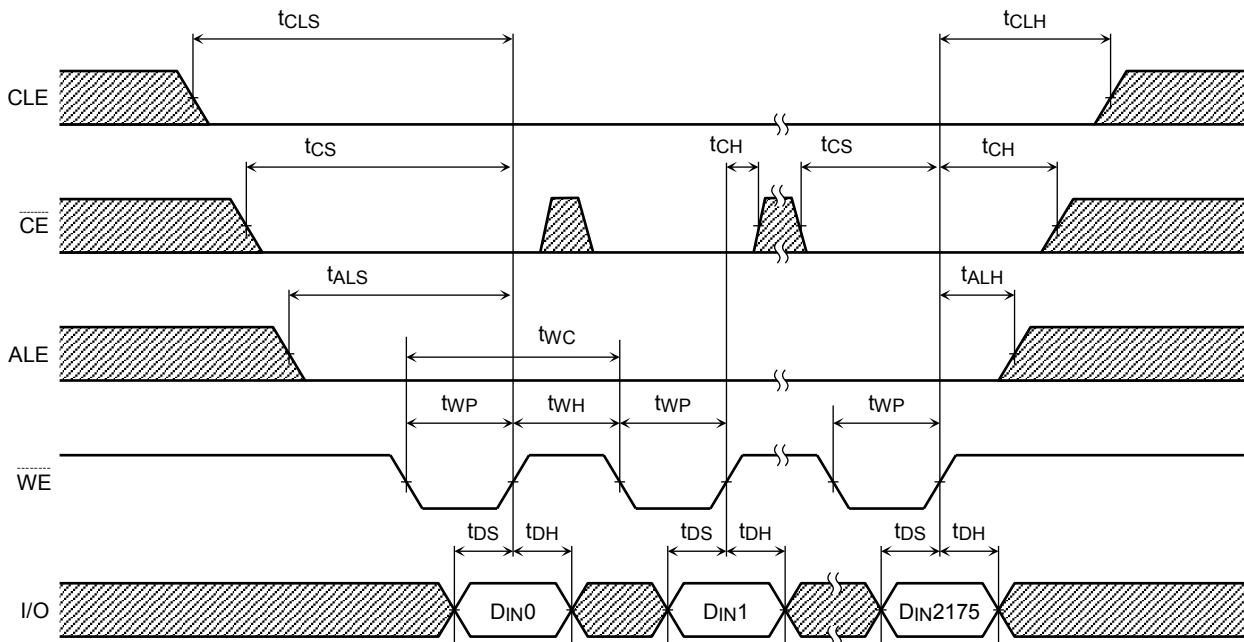 tCLS
tCLH
CLE
tCS
tCH
tCS
tCH
CE
tALS
tALH
ALE
tWC
tWP
tWH
tWP
tWP
WE
tDS
tDH
tDS
tDH
tDS
tDH
I/O
DIN0
DIN1
DIN2175